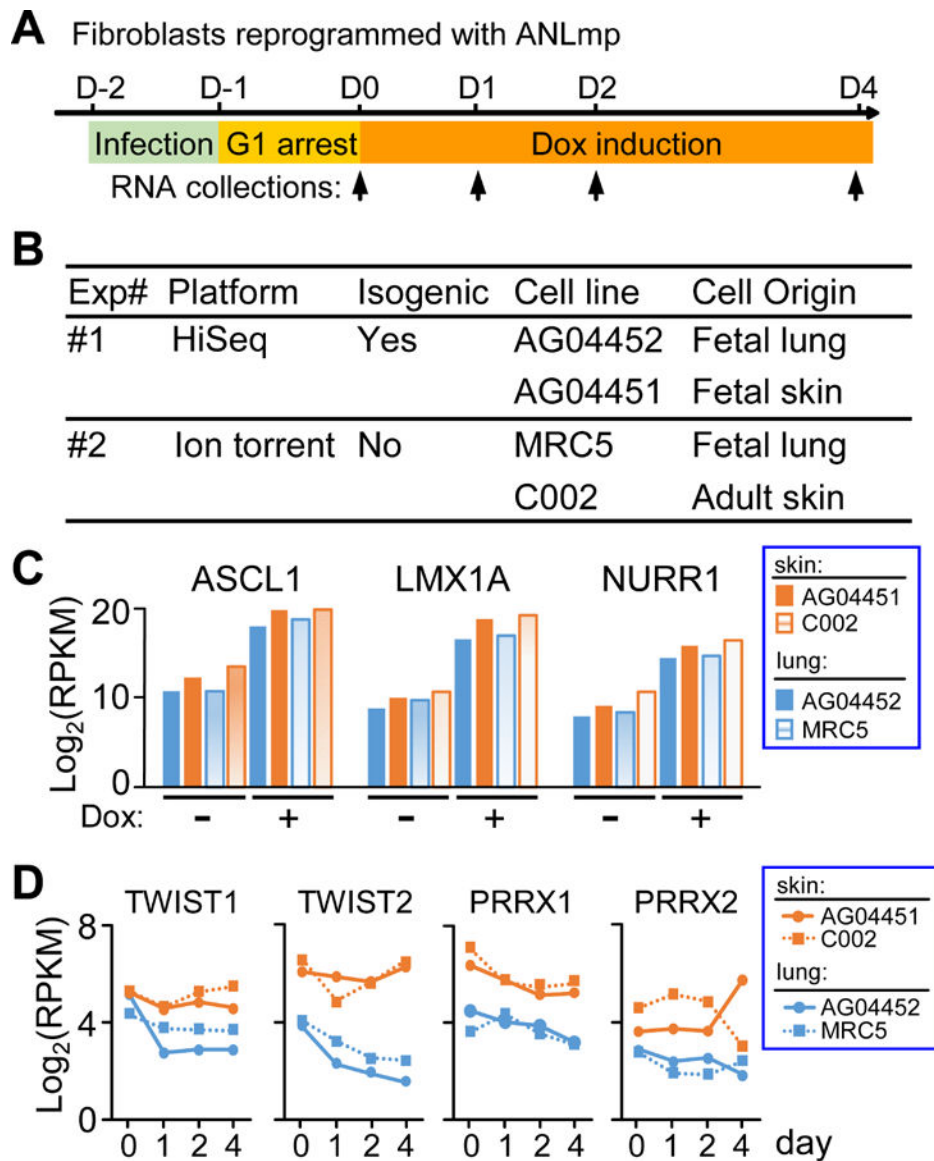 A Fibroblasts reprogrammed with ANLmp
D-2 D-1 D0 D1 D2 D4
Infection G1 arrest Dox induction
RNA collections:
B
Exp# Platform Isogenic Cell line Cell Origin
#1 HiSeq Yes AG04452 Fetal lung
AG04451 Fetal skin
#2 Ion torrent No MRC5 Fetal lung
C002 Adult skin
C
ASCL1 LMX1A NURR1
Log2(RPKM)
20
10
0
Dox: - + - + - +
skin:
AG04451
C002
lung:
AG04452
MRC5
D
TWIST1 TWIST2 PRRX1 PRRX2
Log2(RPKM)
8
4
0
0 1 2 4 0 1 2 4 0 1 2 4 0 1 2 4 day
skin:
AG04451
C002
lung:
AG04452
MRC5